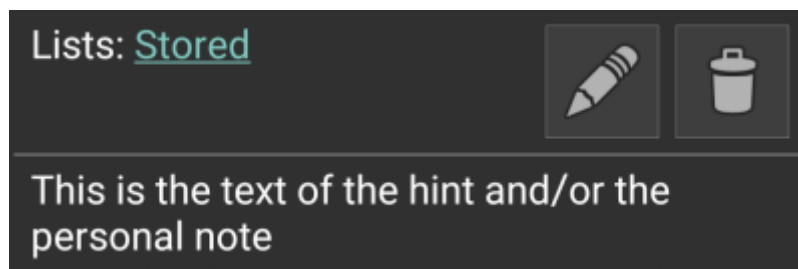 Lists: Stored
This is the text of the hint and/or the
personal note